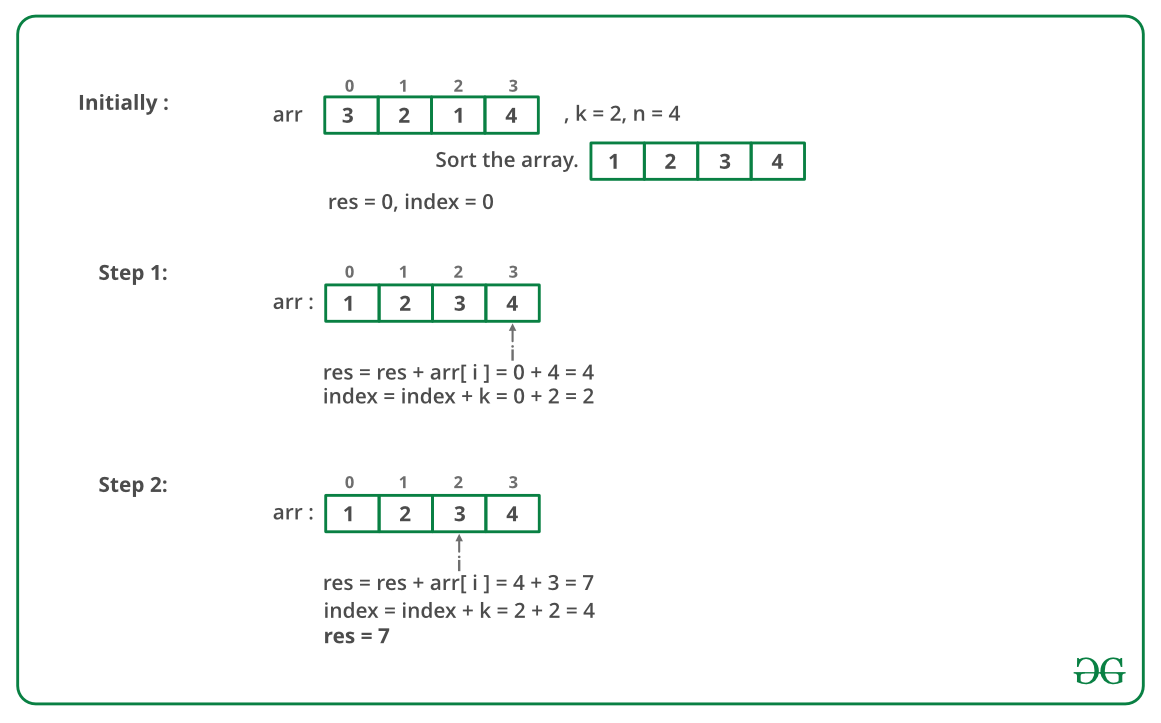 Initially :
0 1 2 3
arr 3 2 1 4 , k = 2, n = 4
Sort the array. 1 2 3 4
res = 0, index = 0
Step 1:
0 1 2 3
arr : 1 2 3 4
i
res = res + arr[ i ] = 0 + 4 = 4
index = index + k = 0 + 2 = 2
Step 2:
0 1 2 3
arr : 1 2 3 4
i
res = res + arr[ i ] = 4 + 3 = 7
index = index + k = 2 + 2 = 4
res = 7